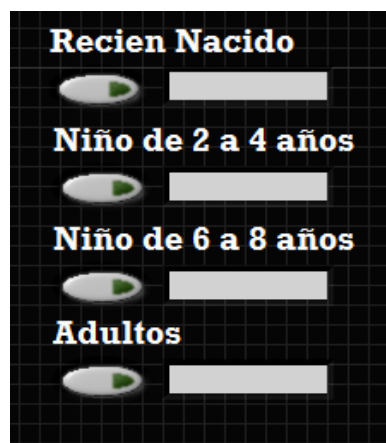 Recien Nacido
Niño de 2 a 4 años
Niño de 6 a 8 años
Adultos